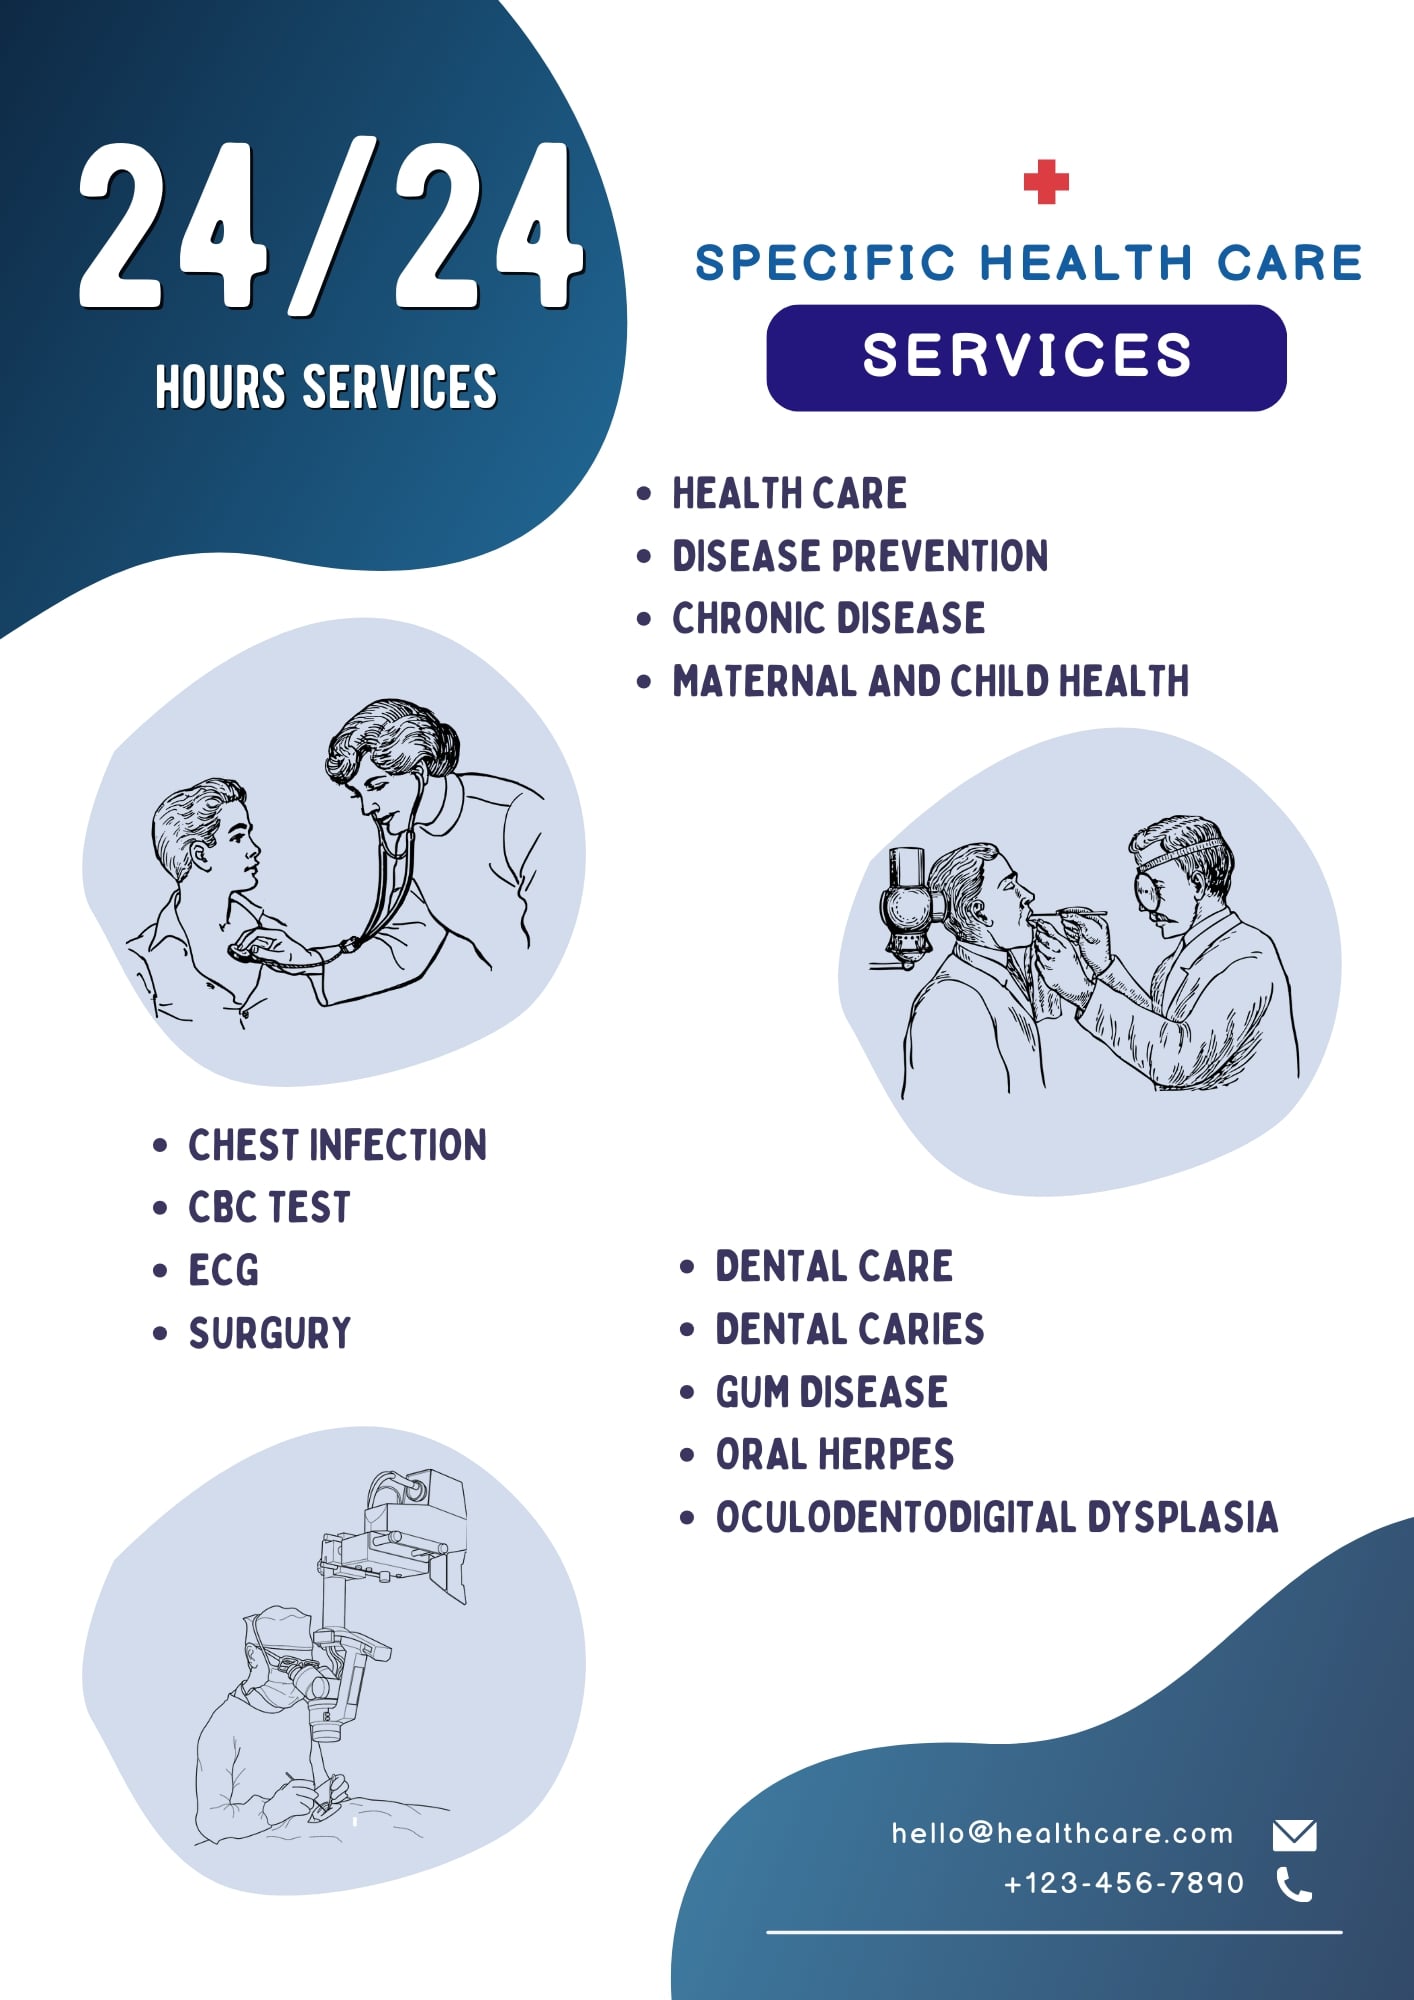 24/24
HOURS SERVICES
SPECIFIC HEALTH CARE
SERVICES
• HEALTH CARE
• DISEASE PREVENTION
• CHRONIC DISEASE
• MATERNAL AND CHILD HEALTH
• CHEST INFECTION
• CBC TEST
• ECG
• SURGURY
• DENTAL CARE
• DENTAL CARIES
• GUM DISEASE
• ORAL HERPES
• OCULODENTODIGITAL DYSPLASIA
hello@healthcare.com
+123-456-7890